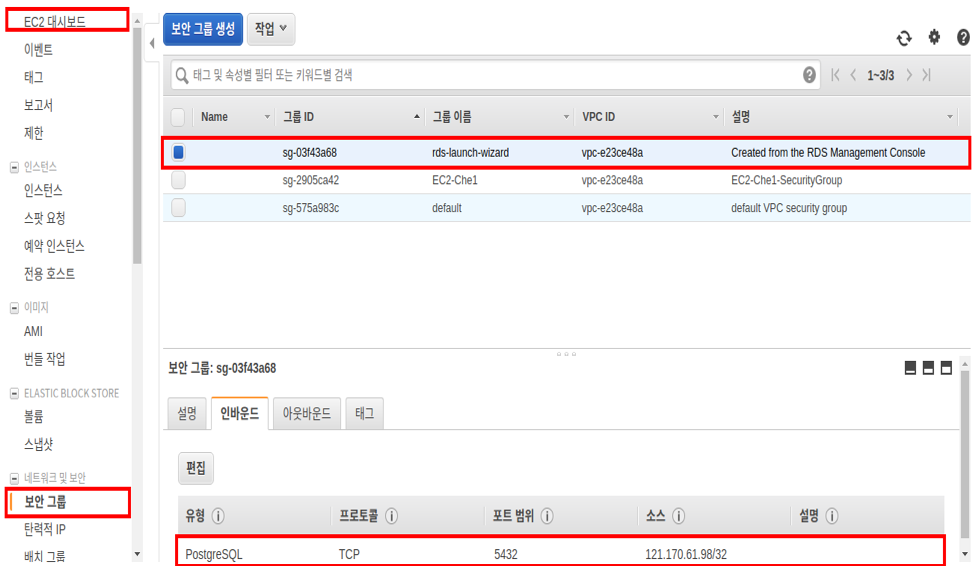 EC2 대시보드
이벤트
태그
보고서
제한
인스턴스
인스턴스
스팟 요청
예약 인스턴스
전용 호스트
이미지
AMI
번들 작업
ELASTIC BLOCK STORE
볼륨
스냅샷
네트워크 및 보안
보안 그룹
탄력적 IP
배치 그룹
보안 그룹 생성 작업
태그 및 속성별 필터 또는 키워드별 검색 1~3/3
Name 그룹 ID 그룹 이름 VPC ID 설명
sg-03f43a68 rds-launch-wizard vpc-e23ce48a Created from the RDS Management Console
sg-2905ca42 EC2-Che1 vpc-e23ce48a EC2-Che1-SecurityGroup
sg-575a983c default vpc-e23ce48a default VPC security group
보안 그룹: sg-03f43a68
설명 인바운드 아웃바운드 태그
편집
유형 프로토콜 포트 범위 소스 설명
PostgreSQL TCP 5432 121.170.61.98/32